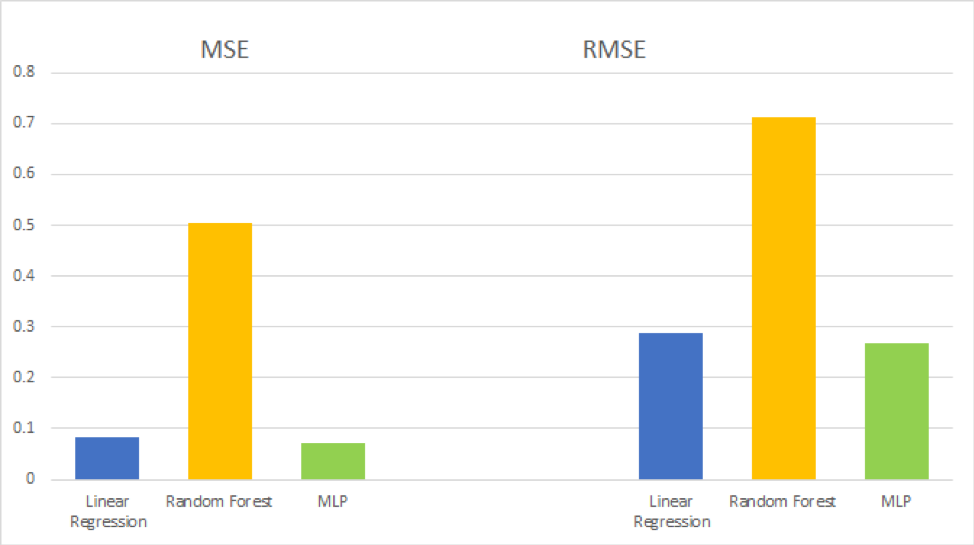 MSE
RMSE
0.8
0.7
0.6
0.5
0.4
0.3
0.2
0.1
0
Linear
Regression
Random Forest
MLP
Linear
Regression
Random Forest
MLP